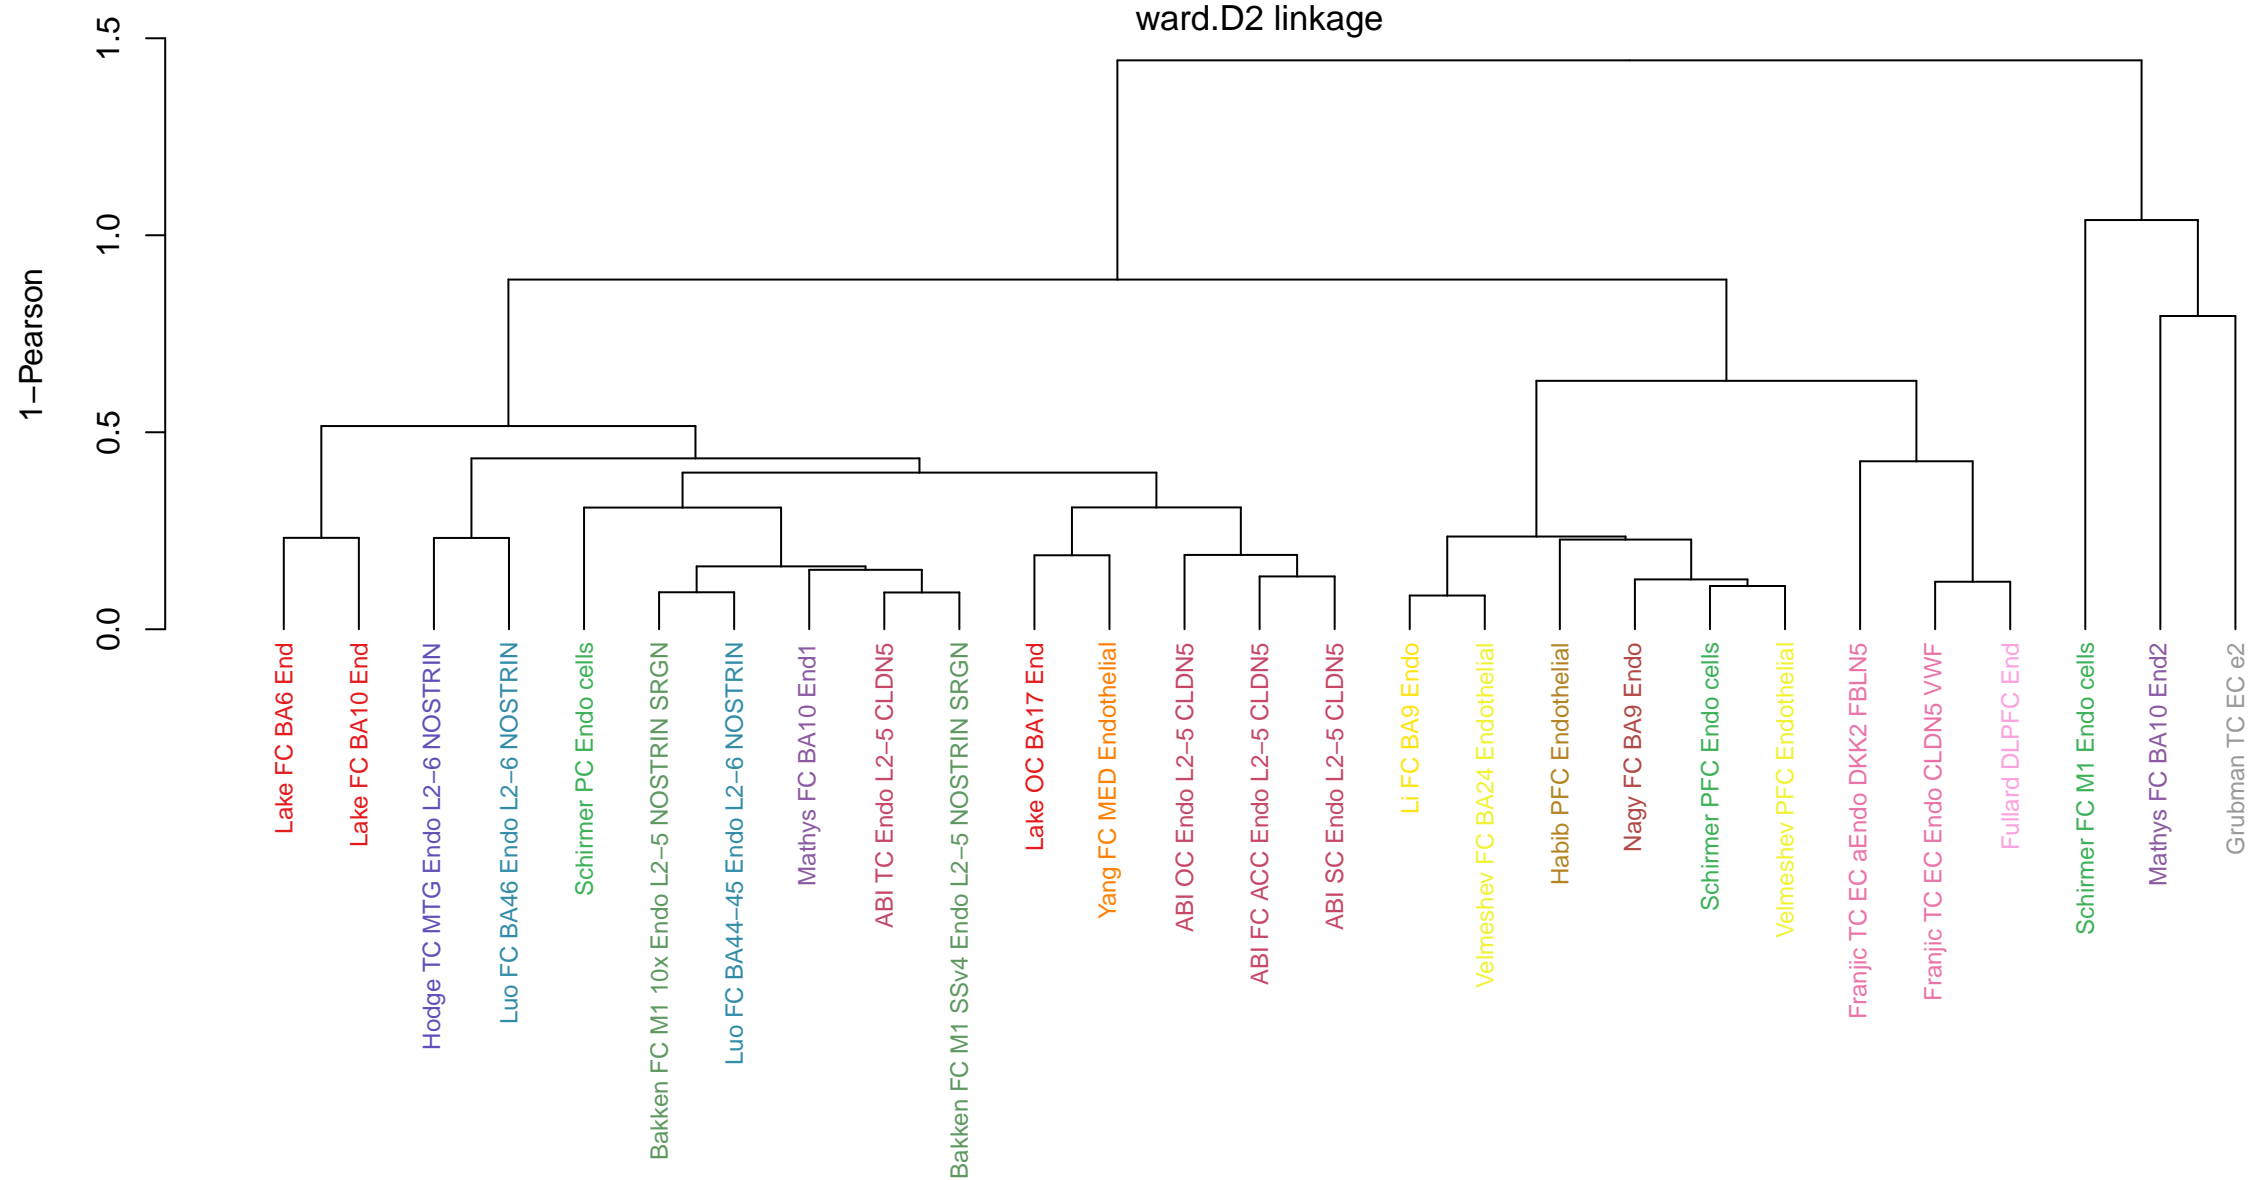 ward.D2 linkage
1−Pearson
1.5
1.0
0.5
0.0
Lake FC BA6 End
Lake FC BA10 End
Hodge TC MTG Endo L2−6 NOSTRIN
Luo FC BA46 Endo L2−6 NOSTRIN
Schirmer PC Endo cells
Bakken FC M1 10x Endo L2−5 NOSTRIN SRGN
Luo FC BA44−45 Endo L2−6 NOSTRIN
Mathys FC BA10 End1
ABI TC Endo L2−5 CLDN5
Bakken FC M1 SSv4 Endo L2−5 NOSTRIN SRGN
Lake OC BA17 End
Yang FC MED Endothelial
ABI OC Endo L2−5 CLDN5
ABI FC ACC Endo L2−5 CLDN5
ABI SC Endo L2−5 CLDN5
Li FC BA9 Endo
Velmeshev FC BA24 Endothelial
Habib PFC Endothelial
Nagy FC BA9 Endo
Schirmer PFC Endo cells
Velmeshev PFC Endothelial
Franjic TC EC aEndo DKK2 FBLN5
Franjic TC EC Endo CLDN5 VWF
Fullard DLPFC End
Schirmer FC M1 Endo cells
Mathys FC BA10 End2
Grubman TC EC e2